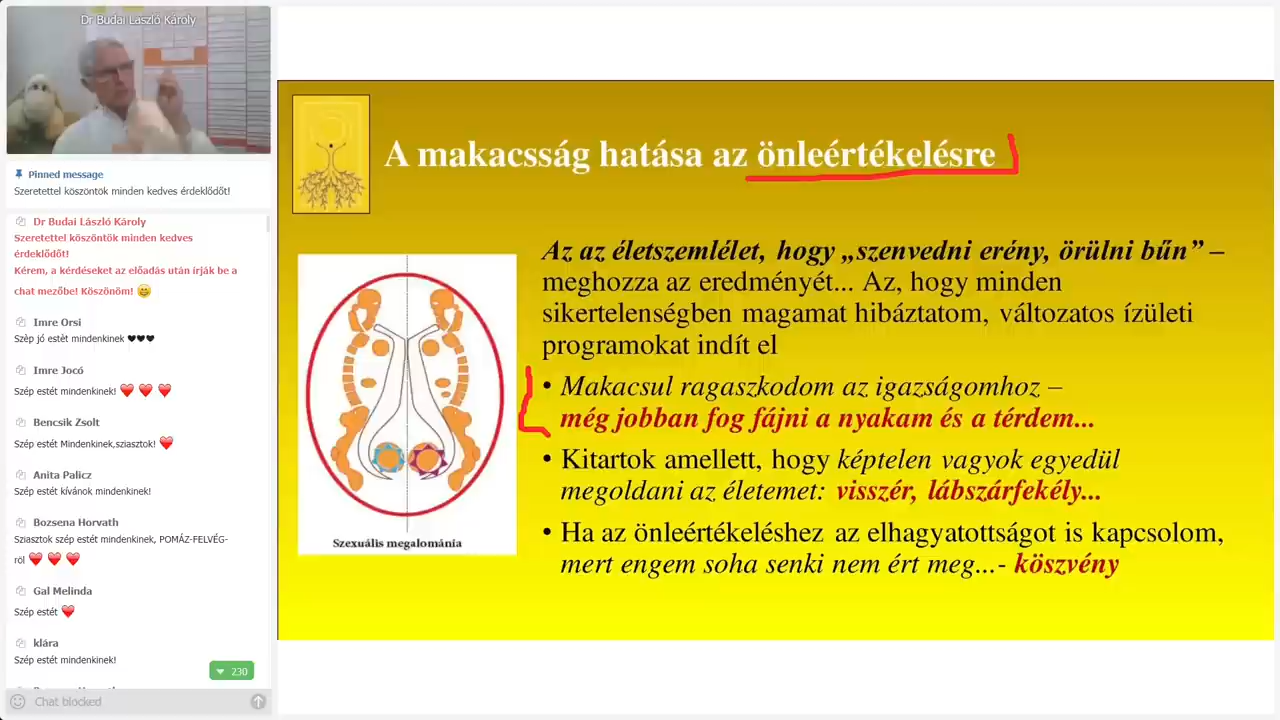 Dr Budai László Károly
Pinned message
Szeretettel köszöntök minden kedves érdeklődőt!
Dr Budai László Károly
Szeretettel köszöntök minden kedves
érdeklődőt!
Kérem, a kérdéseket az előadás után írják be a
chat mezőbe! Köszönöm!
Imre Orsi
Szèp jó estèt mindenkinek
Imre Jocó
Szép estét mindenkinek!
Bencsik Zsolt
Szép estét Mindenkinek,sziasztok!
Anita Palicz
Szép estét kívánok mindenkinek!
Bozsena Horvath
Sziasztok szép estét mindenkinek, POMÁZ-FELVÉG-
ről
Gal Melinda
Szép estét
klára
Szép estét mindenkinek!
230
Chat blocked
A makacsság hatása az önleértékelésre
Az az életszemlélet, hogy „szenvedni erény, örülni bűn” –
meghozza az eredményét... Az, hogy minden
sikertelenségben magamat hibáztatom, változatos ízületi
programokat indít el
• Makacsul ragaszkodom az igazságomhoz –
még jobban fog fájni a nyakam és a térdem...
• Kitartok amellett, hogy képtelen vagyok egyedül
megoldani az életemet: visszér, lábszárfekély...
• Ha az önleértékeléshez az elhagyatottságot is kapcsolom,
mert engem soha senki nem ért meg...- köszvény
Szexuális megalománía